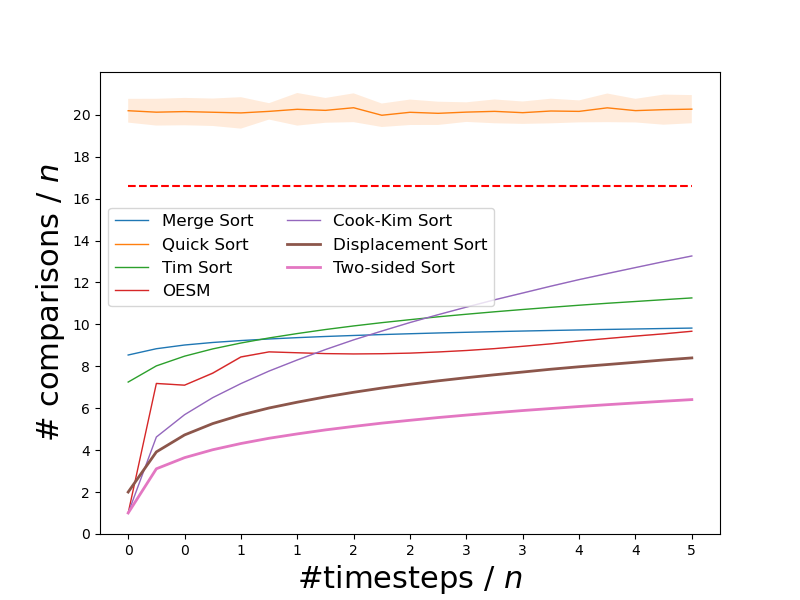 # comparisons / n
20
18
16
14
12
10
8
6
4
2
0
Merge Sort
Quick Sort
Tim Sort
OESM
Cook-Kim Sort
Displacement Sort
Two-sided Sort
0 0 1 1 2 2 3 3 4 4 5
#timesteps / n